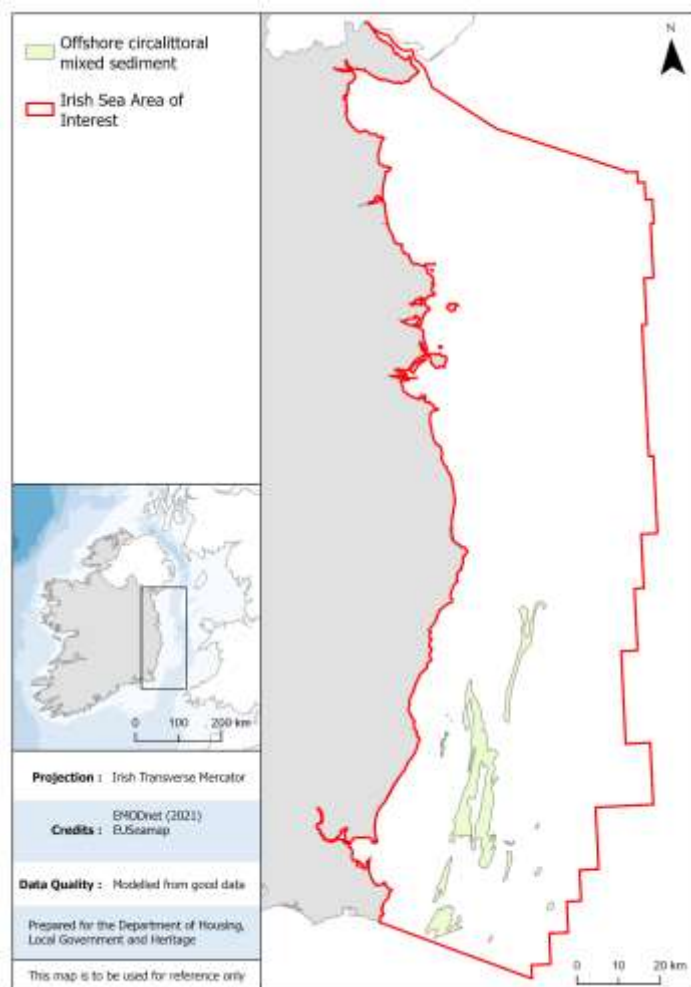 Offshore circalittoral
mixed sediment
Irish Sea Area of
Interest
N
0 100 200 km
Projection : Irish Transverse Mercator
EMODnet (2021)
Credits : EUSeamap
Data Quality : Modelled from good data
Prepared for the Department of Housing,
Local Government and Heritage
This map is to be used for reference only
0 10 20 km